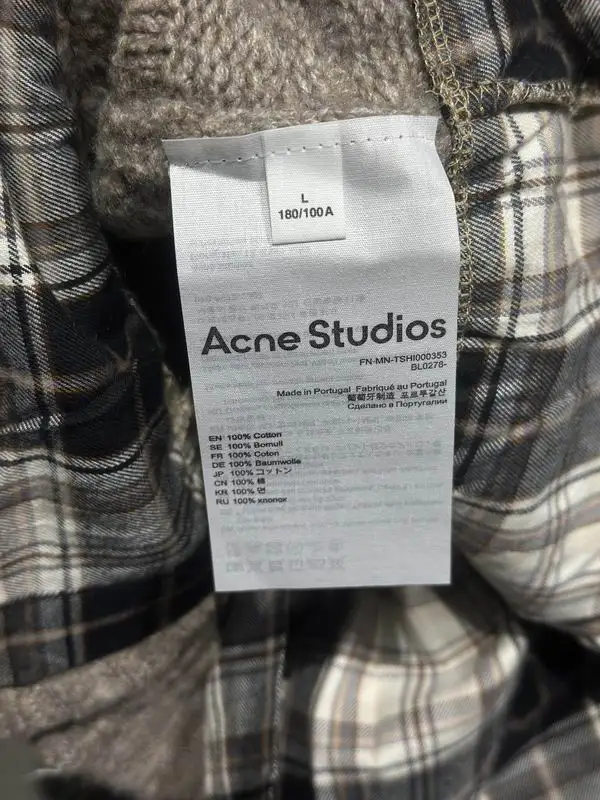 L
180/100A
Acne Studios
FN-MN-TSHI000353
BL0278-
Made in Portugal Fabriqué au Portugal
葡萄牙制造 포르투갈산
Сделано в Португалии
EN 100% Cotton
SE 100% Bomull
FR 100% Coton
DE 100% Baumwolle
JP 100% コットン
CN 100% 棉
KR 100% 면
RU 100% хлопок